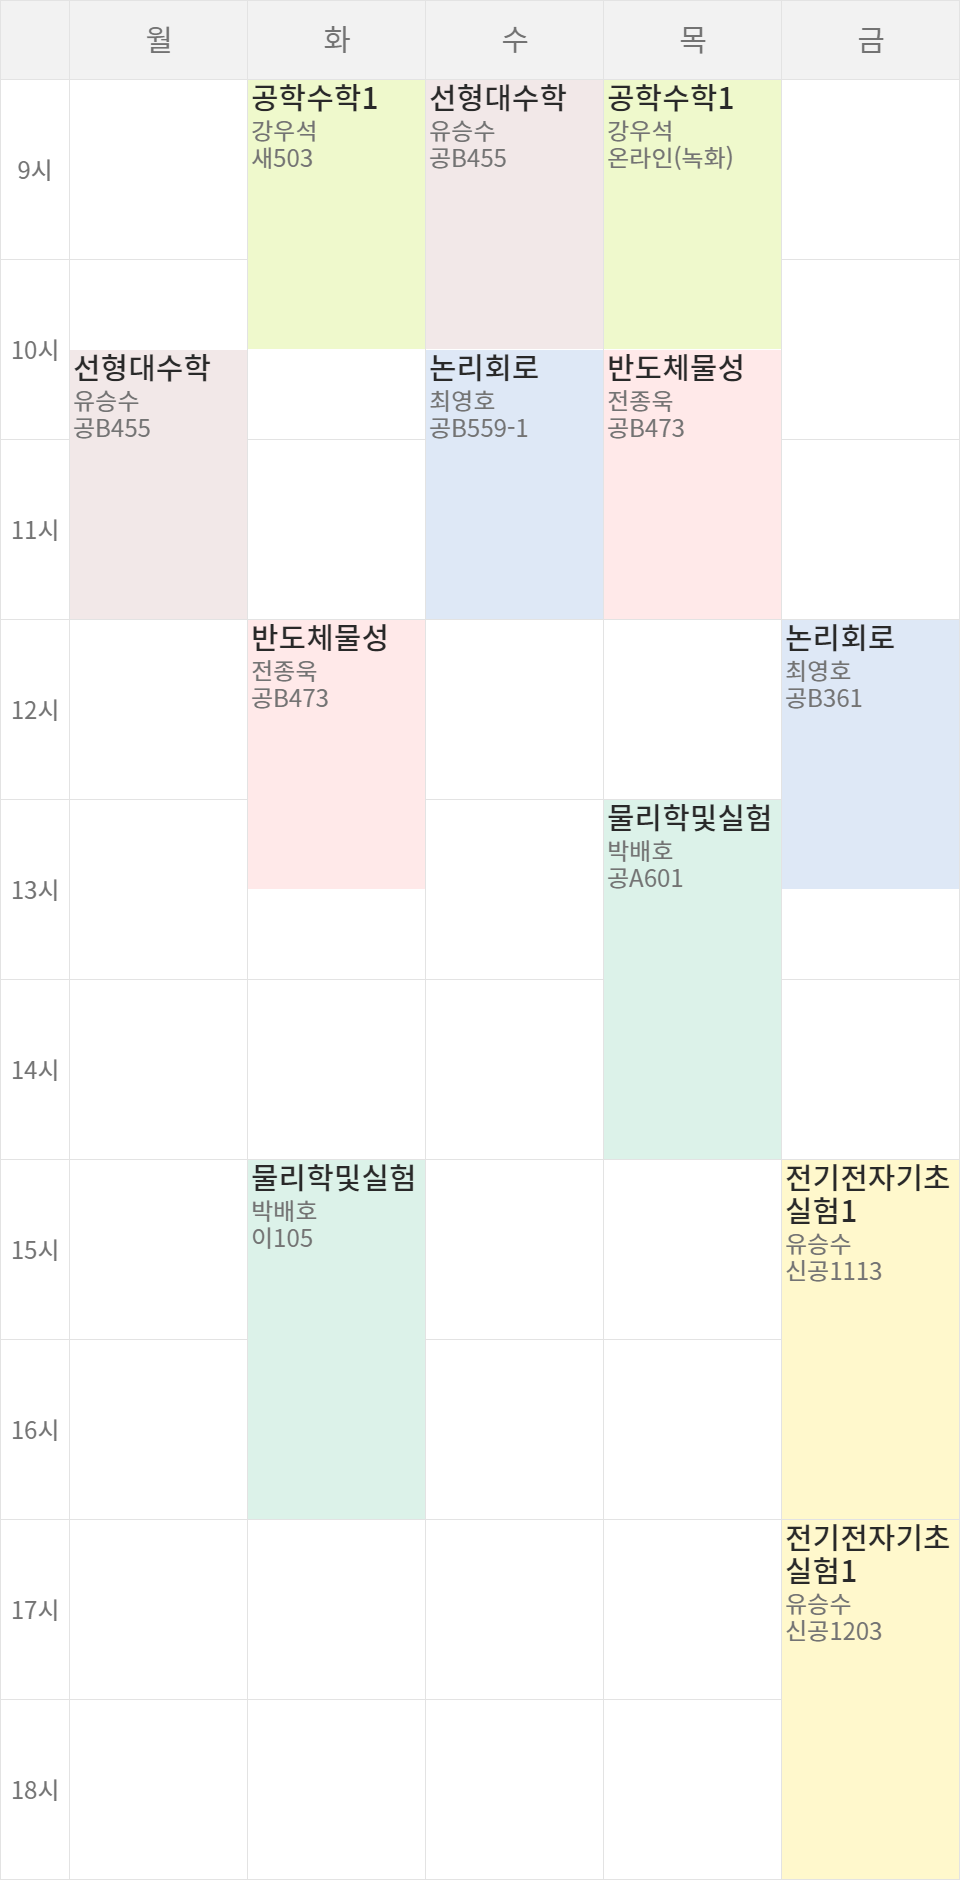 월 화 수 목 금
9시
공학수학1
강우석
새503
선형대수학
유승수
공B455
공학수학1
강우석
온라인(녹화)
10시
선형대수학
유승수
공B455
논리회로
최영호
공B559-1
반도체물성
전종욱
공B473
11시
12시
반도체물성
전종욱
공B473
논리회로
최영호
공B361
13시
물리학및실험
박배호
공A601
14시
15시
물리학및실험
박배호
이105
전기전자기초
실험1
유승수
신공1113
16시
17시
전기전자기초
실험1
유승수
신공1203
18시